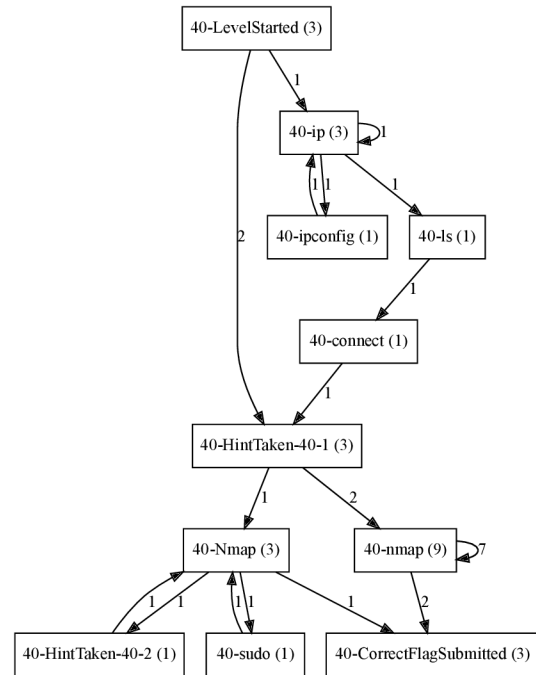 40-LevelStarted (3)
1
40-ip (3)
1
1
1
1
2
40-ipconfig (1)
40-ls (1)
1
40-connect (1)
1
40-HintTaken-40-1 (3)
1
2
40-Nmap (3)
40-nmap (9)
7
1
1
1
1
1
2
40-HintTaken-40-2 (1)
40-sudo (1)
40-CorrectFlagSubmitted (3)